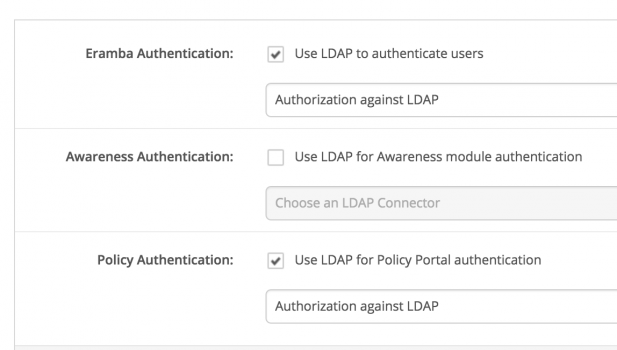 Eramba Authentication: Use LDAP to authenticate users
Authorization against LDAP
Awareness Authentication: Use LDAP for Awareness module authentication
Choose an LDAP Connector
Policy Authentication: Use LDAP for Policy Portal authentication
Authorization against LDAP